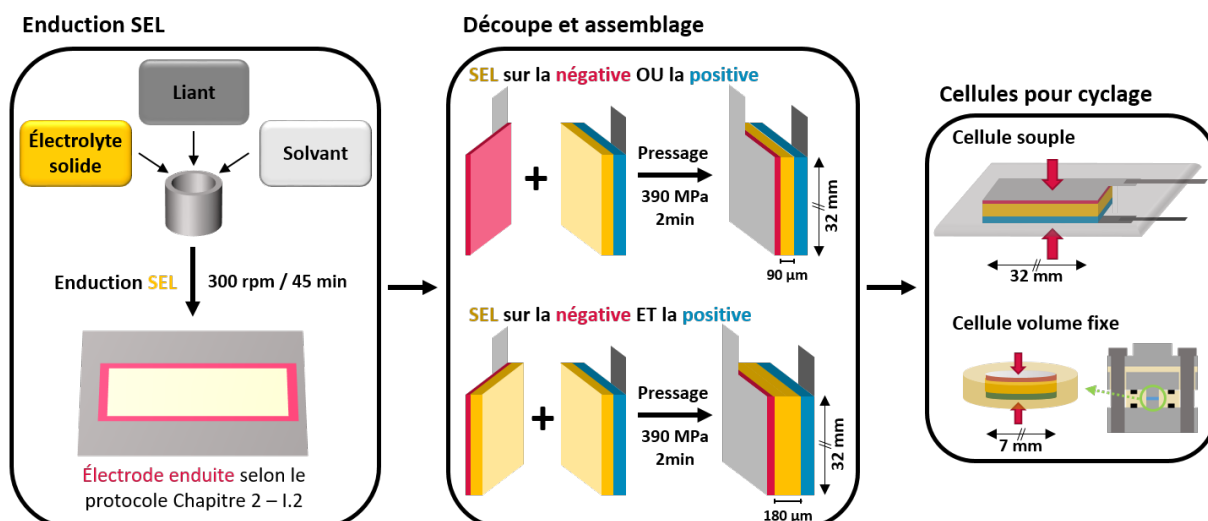 Enduction SEL
Liant
Électrolyte
solide
Solvant
Enduction SEL
300 rpm / 45 min
Électrode enduite selon le
protocole Chapitre 2 – I.2
Découpe et assemblage
SEL sur la négative OU la positive
+
Pressage
390 MPa
2min
32 mm
90 µm
SEL sur la négative ET la positive
+
Pressage
390 MPa
2min
32 mm
180 µm
Cellules pour cyclage
Cellule souple
32 mm
Cellule volume fixe
7 mm